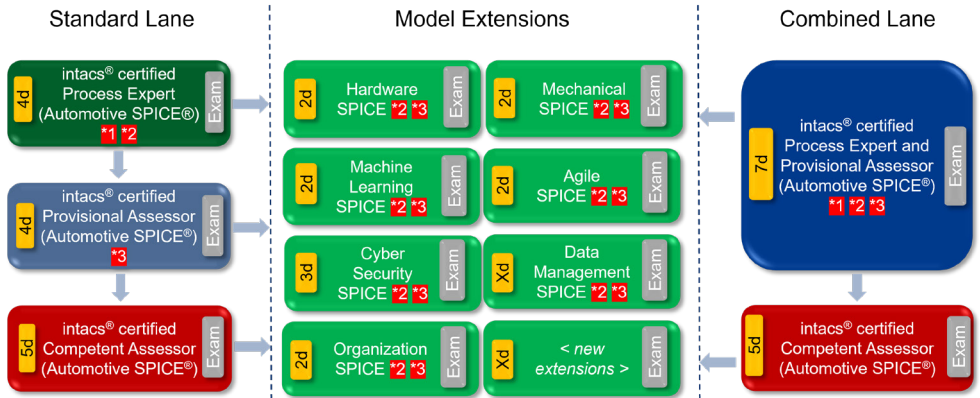 Standard Lane
Model Extensions
Combined Lane
4d
intacs® certified
Process Expert
(Automotive SPICE®)
*1 *2
Exam
4d
intacs® certified
Provisional Assessor
(Automotive SPICE®)
*3
Exam
5d
intacs® certified
Competent Assessor
(Automotive SPICE®)
Exam
2d
Hardware
SPICE *2 *3
Exam
2d
Mechanical
SPICE *2 *3
Exam
2d
Machine
Learning
SPICE *2 *3
Exam
2d
Agile
SPICE *2 *3
Exam
3d
Cyber
Security
SPICE *2 *3
Exam
Xd
Data
Management
SPICE *2 *3
Exam
2d
Organization
SPICE *2 *3
Exam
Xd
< new
extensions >
Exam
7d
intacs® certified
Process Expert and
Provisional Assessor
(Automotive SPICE®)
*1 *2 *3
Exam
5d
intacs® certified
Competent Assessor
(Automotive SPICE®)
Exam